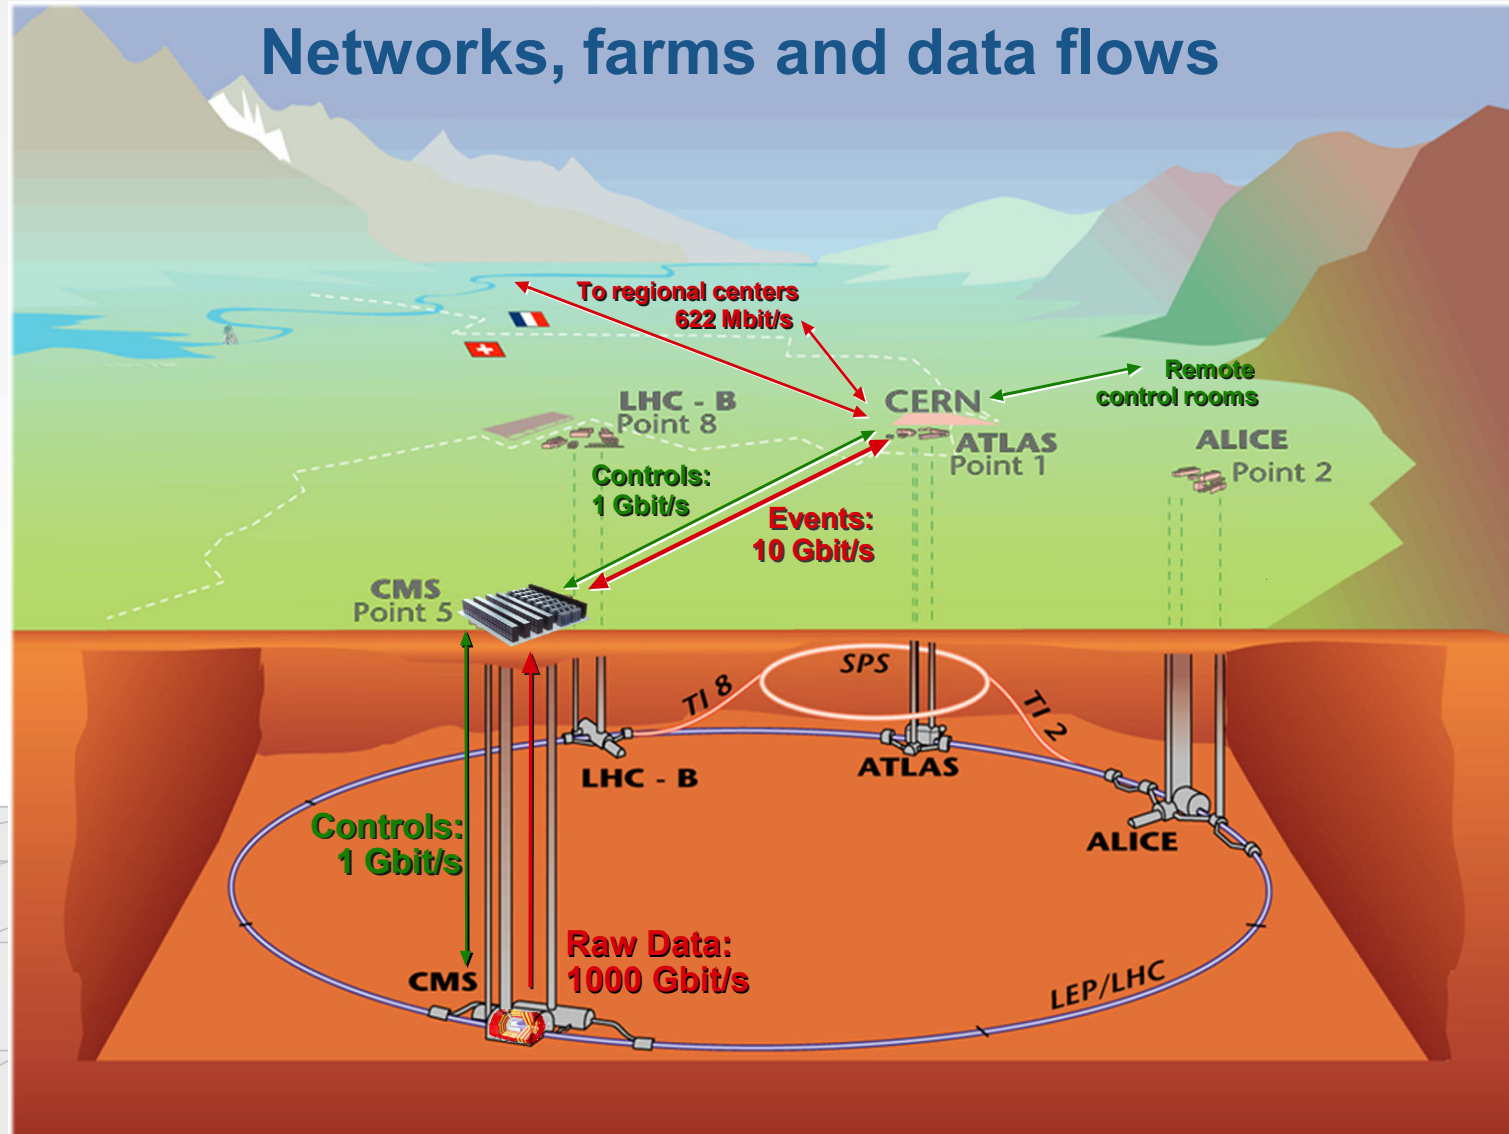 Networks, farms and data flows
To regional centers
622 Mbit/s
Remote
control rooms
LHC - B
Point 8
CERN
ATLAS
Point 1
ALICE
Point 2
Controls:
1 Gbit/s
Events:
10 Gbit/s
CMS
Point 5
SPS
TI 8
TI 2
LHC - B
ATLAS
ALICE
Controls:
1 Gbit/s
Raw Data:
1000 Gbit/s
CMS
LEP/LHC